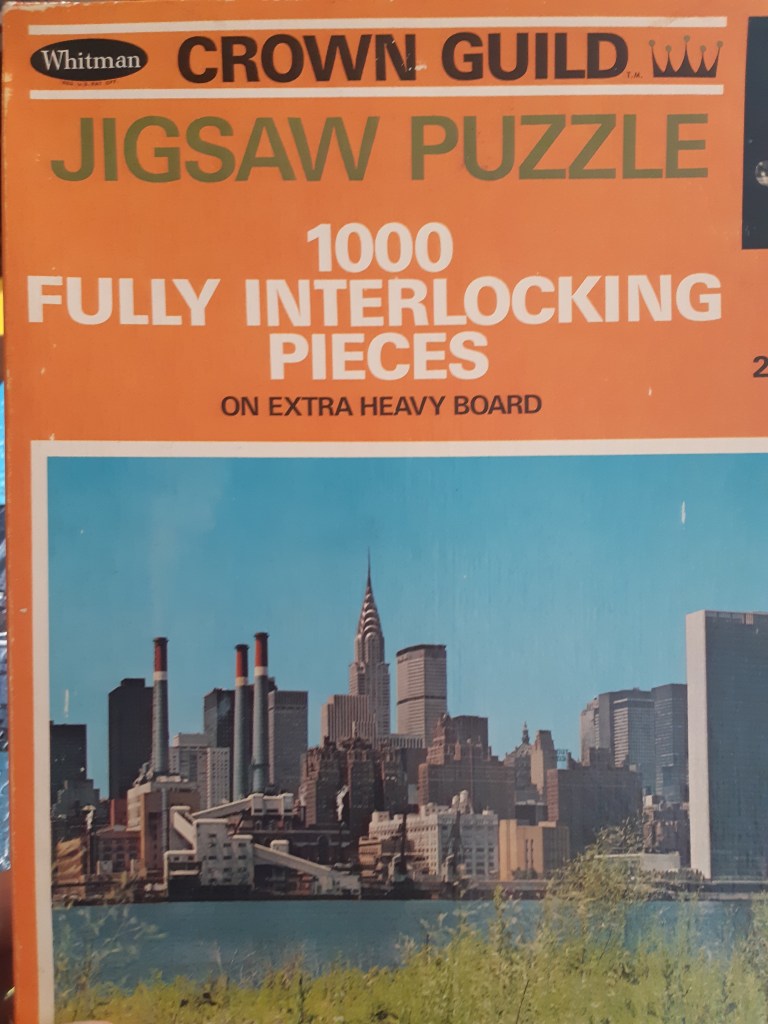 Whitman
CROWN GUILD T.M.
JIGSAW PUZZLE
1000
FULLY INTERLOCKING
PIECES
ON EXTRA HEAVY BOARD
2